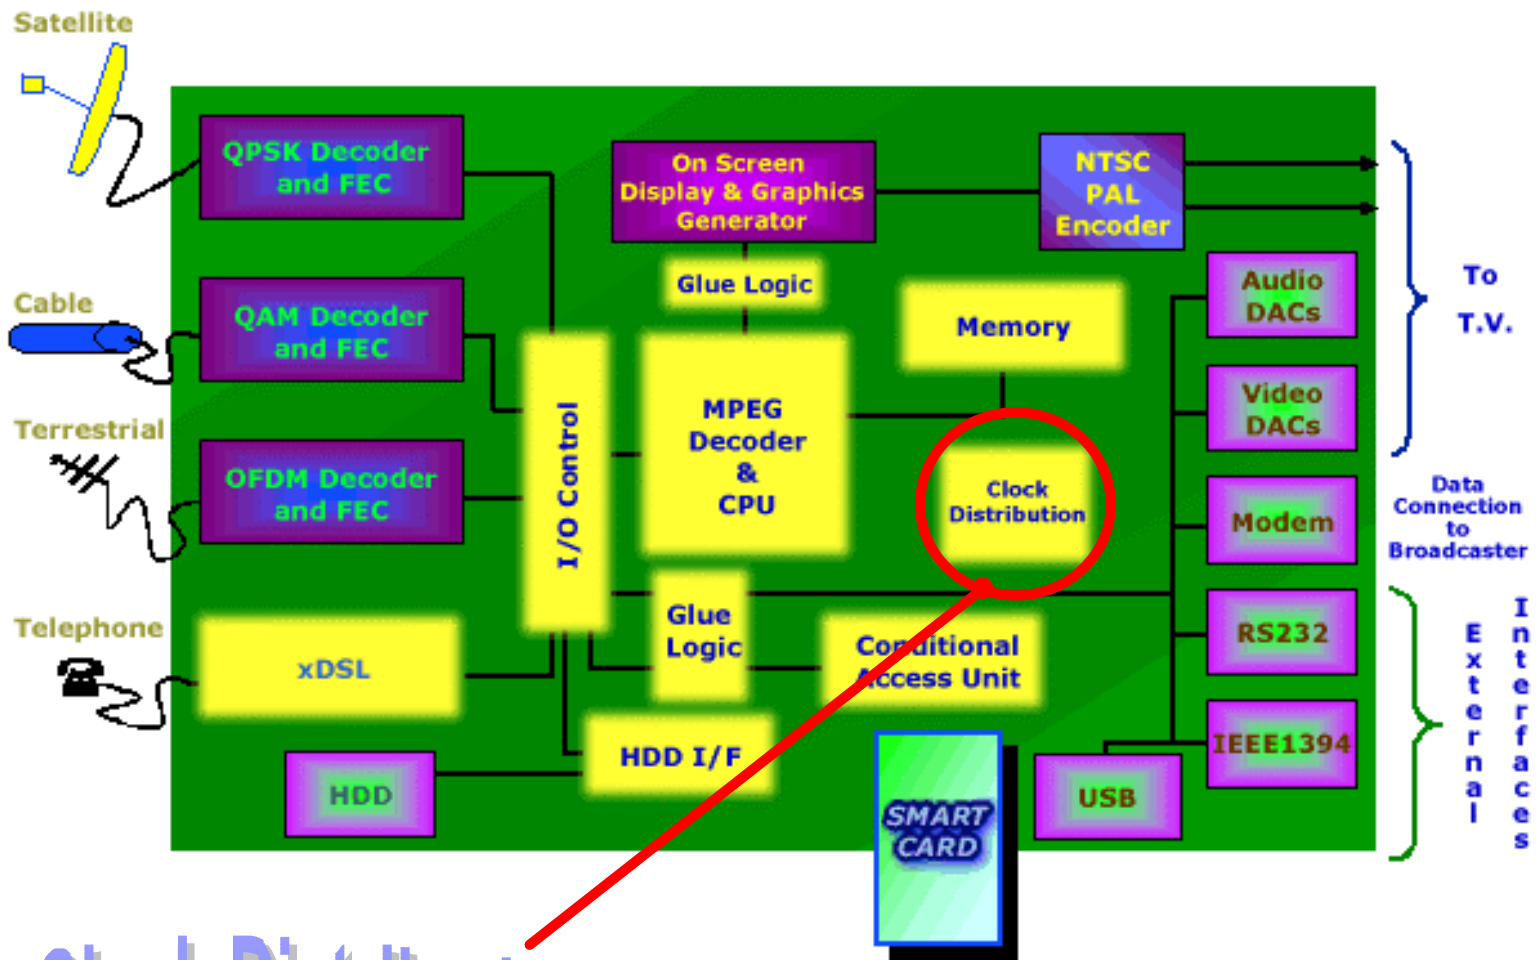 Satellite
QPSK Decoder
and FEC
On Screen
Display & Graphics
Generator
NTSC
PAL
Encoder
Glue Logic
Audio
DACs
To
T.V.
Cable
QAM Decoder
and FEC
Memory
I/O Control
MPEG
Decoder
&
CPU
Video
DACs
Terrestrial
OFDM Decoder
and FEC
Clock
Distribution
Modem
Data
Connection
to
Broadcaster
Telephone
xDSL
Glue
Logic
Conditional
Access Unit
RS232
External
Interfaces
HDD I/F
IEEE1394
HDD
SMART
CARD
USB